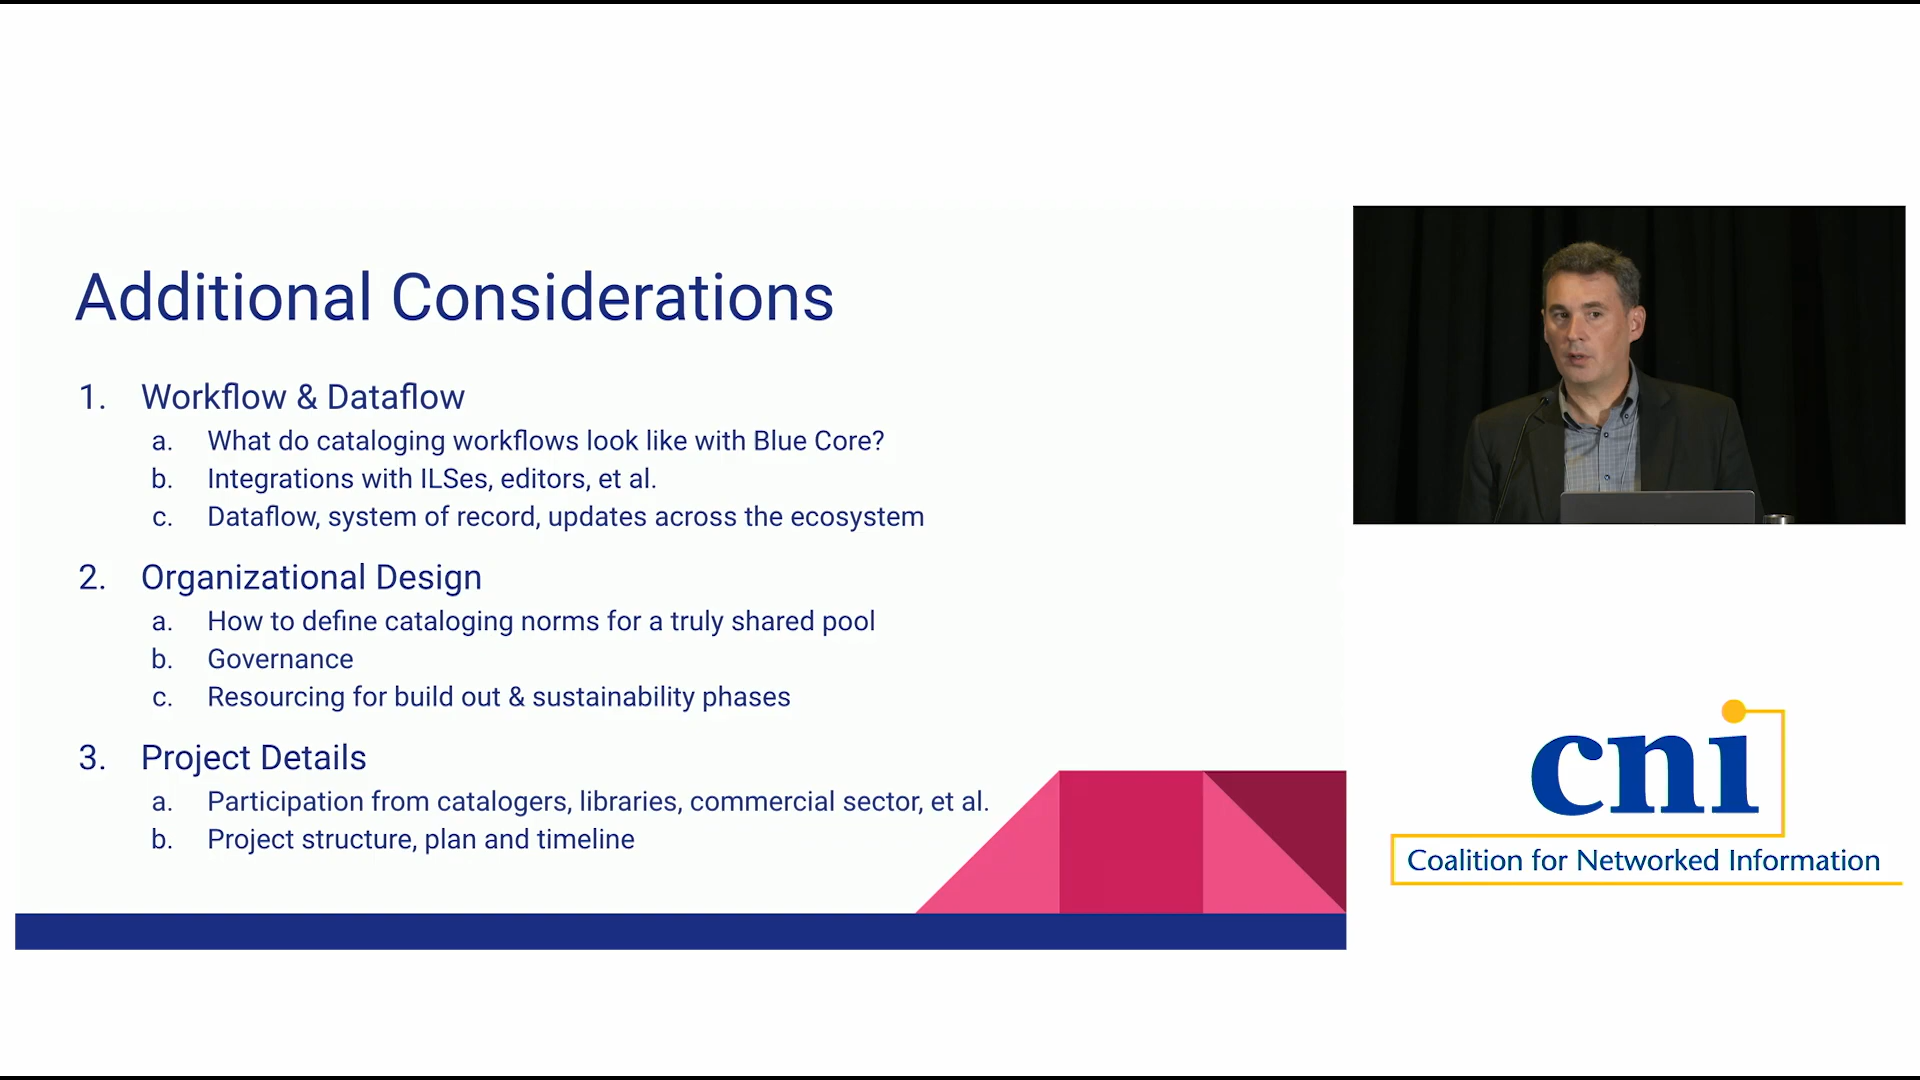 Additional Considerations
1. Workflow & Dataflow
a. What do cataloging workflows look like with Blue Core?
b. Integrations with ILSes, editors, et al.
c. Dataflow, system of record, updates across the ecosystem
2. Organizational Design
a. How to define cataloging norms for a truly shared pool
b. Governance
c. Resourcing for build out & sustainability phases
3. Project Details
a. Participation from catalogers, libraries, commercial sector, et al.
b. Project structure, plan and timeline
cni
Coalition for Networked Information